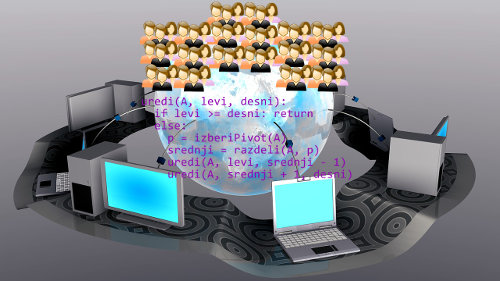 uredi(A, levi, desni):
if levi >= desni: return
else:
p = izberiPivot(A)
srednji = razdeli(A, p)
uredi(A, levi, srednji - 1)
uredi(A, srednji + 1, desni)